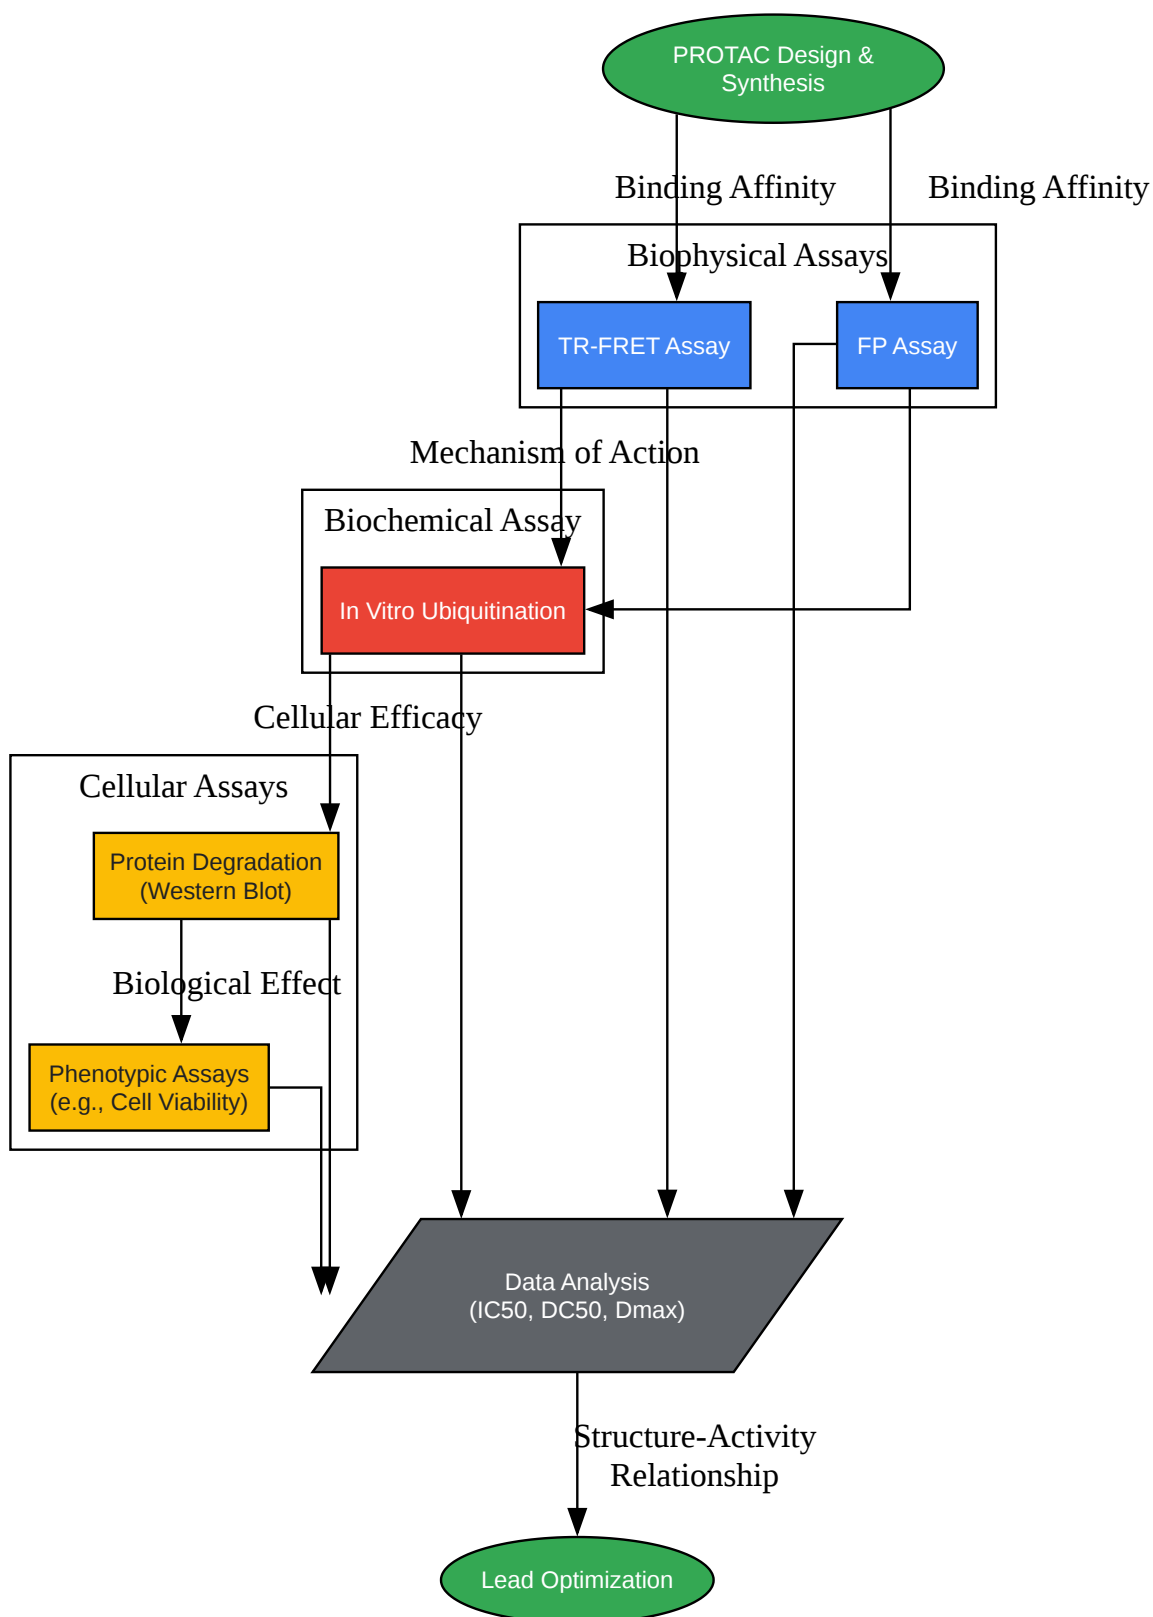 PROTAC Design &
Synthesis
Binding Affinity
Binding Affinity
Biophysical Assays
TR-FRET Assay
FP Assay
Mechanism of Action
Biochemical Assay
In Vitro Ubiquitination
Cellular Efficacy
Cellular Assays
Protein Degradation
(Western Blot)
Biological Effect
Phenotypic Assays
(e.g., Cell Viability)
Data Analysis
(IC50, DC50, Dmax)
Structure-Activity
Relationship
Lead Optimization